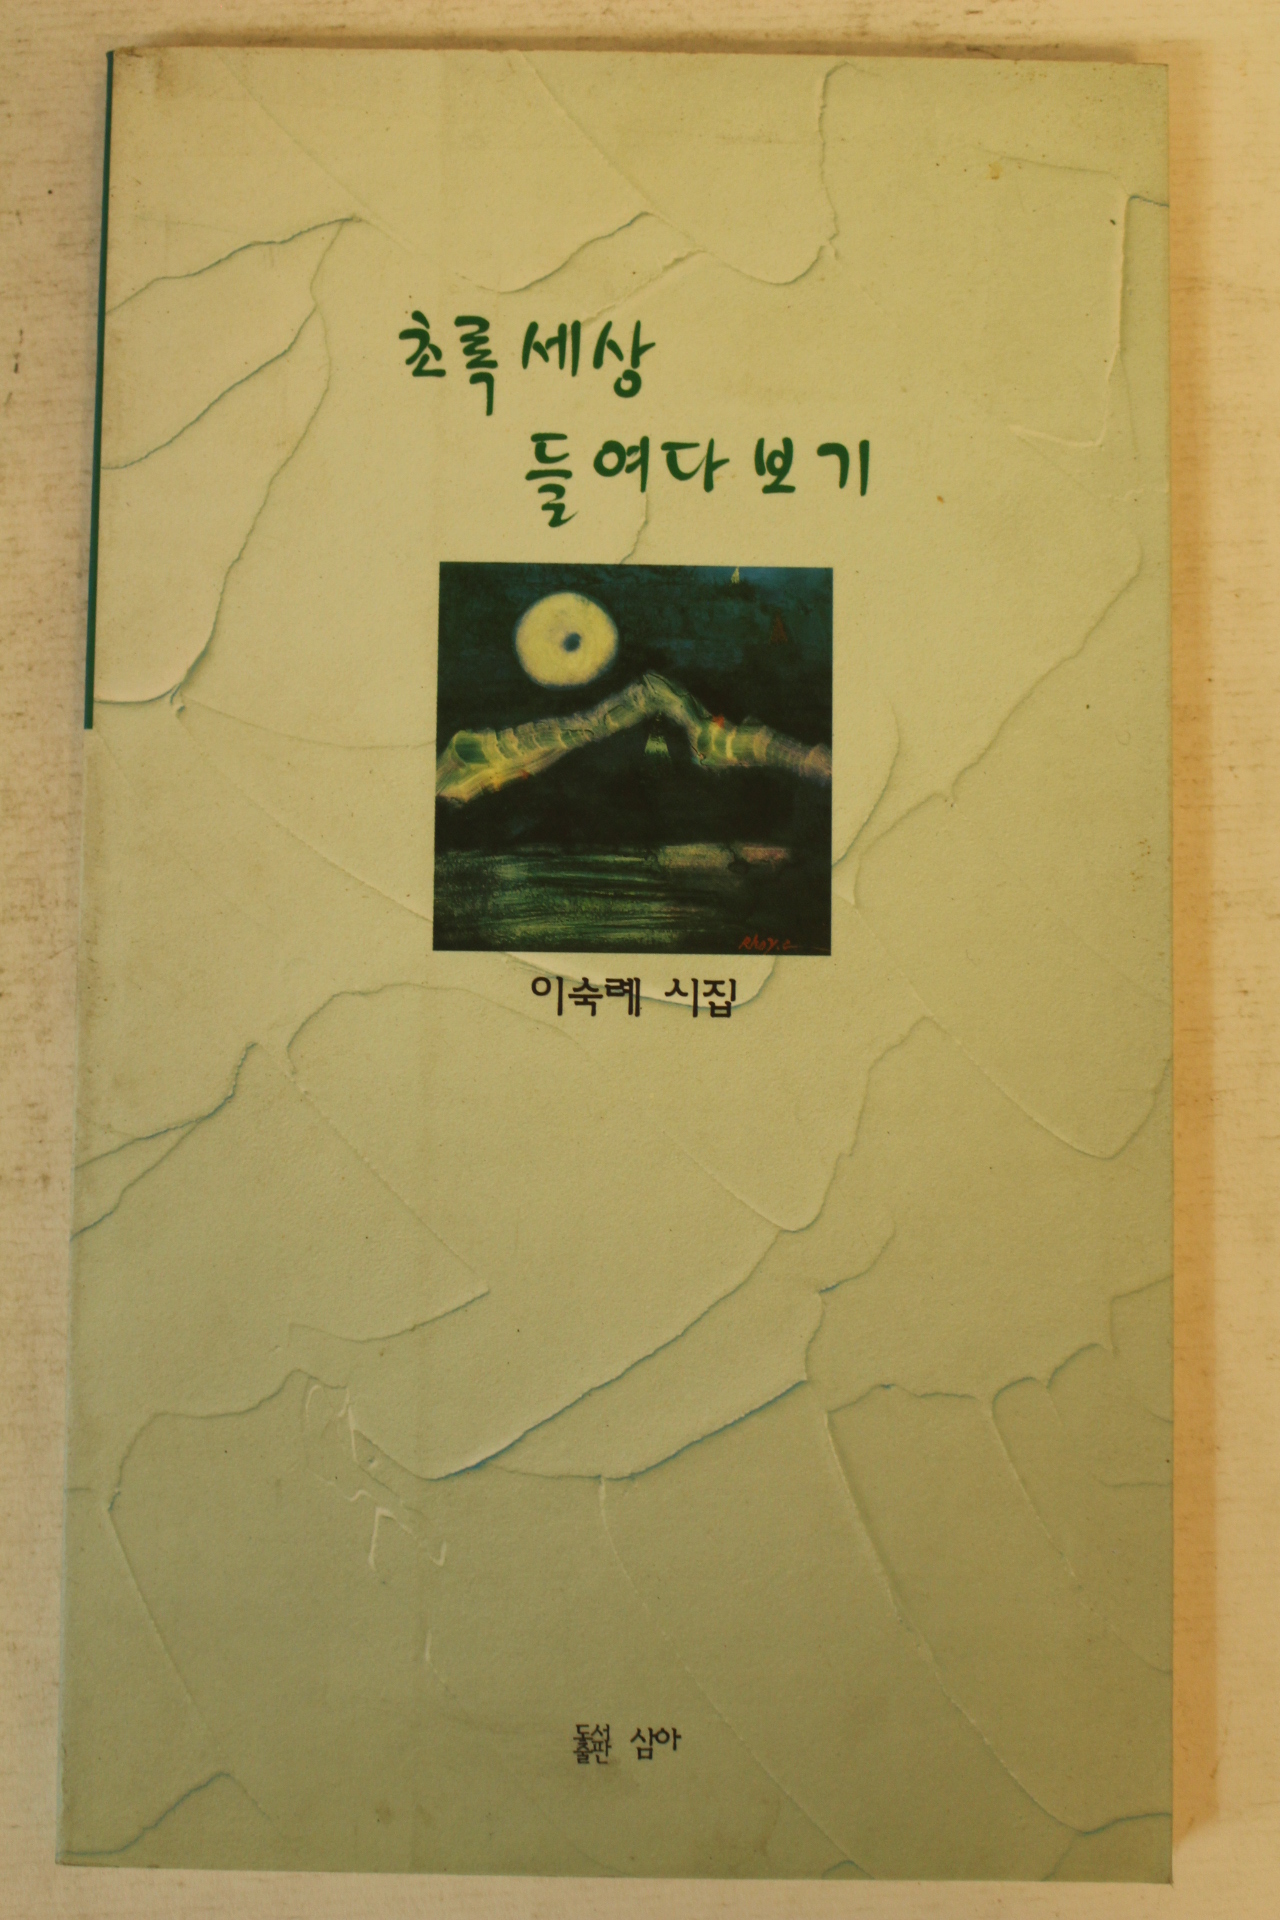 초록 세상
들여다 보기
이숙례 시집
도서출판 삼아